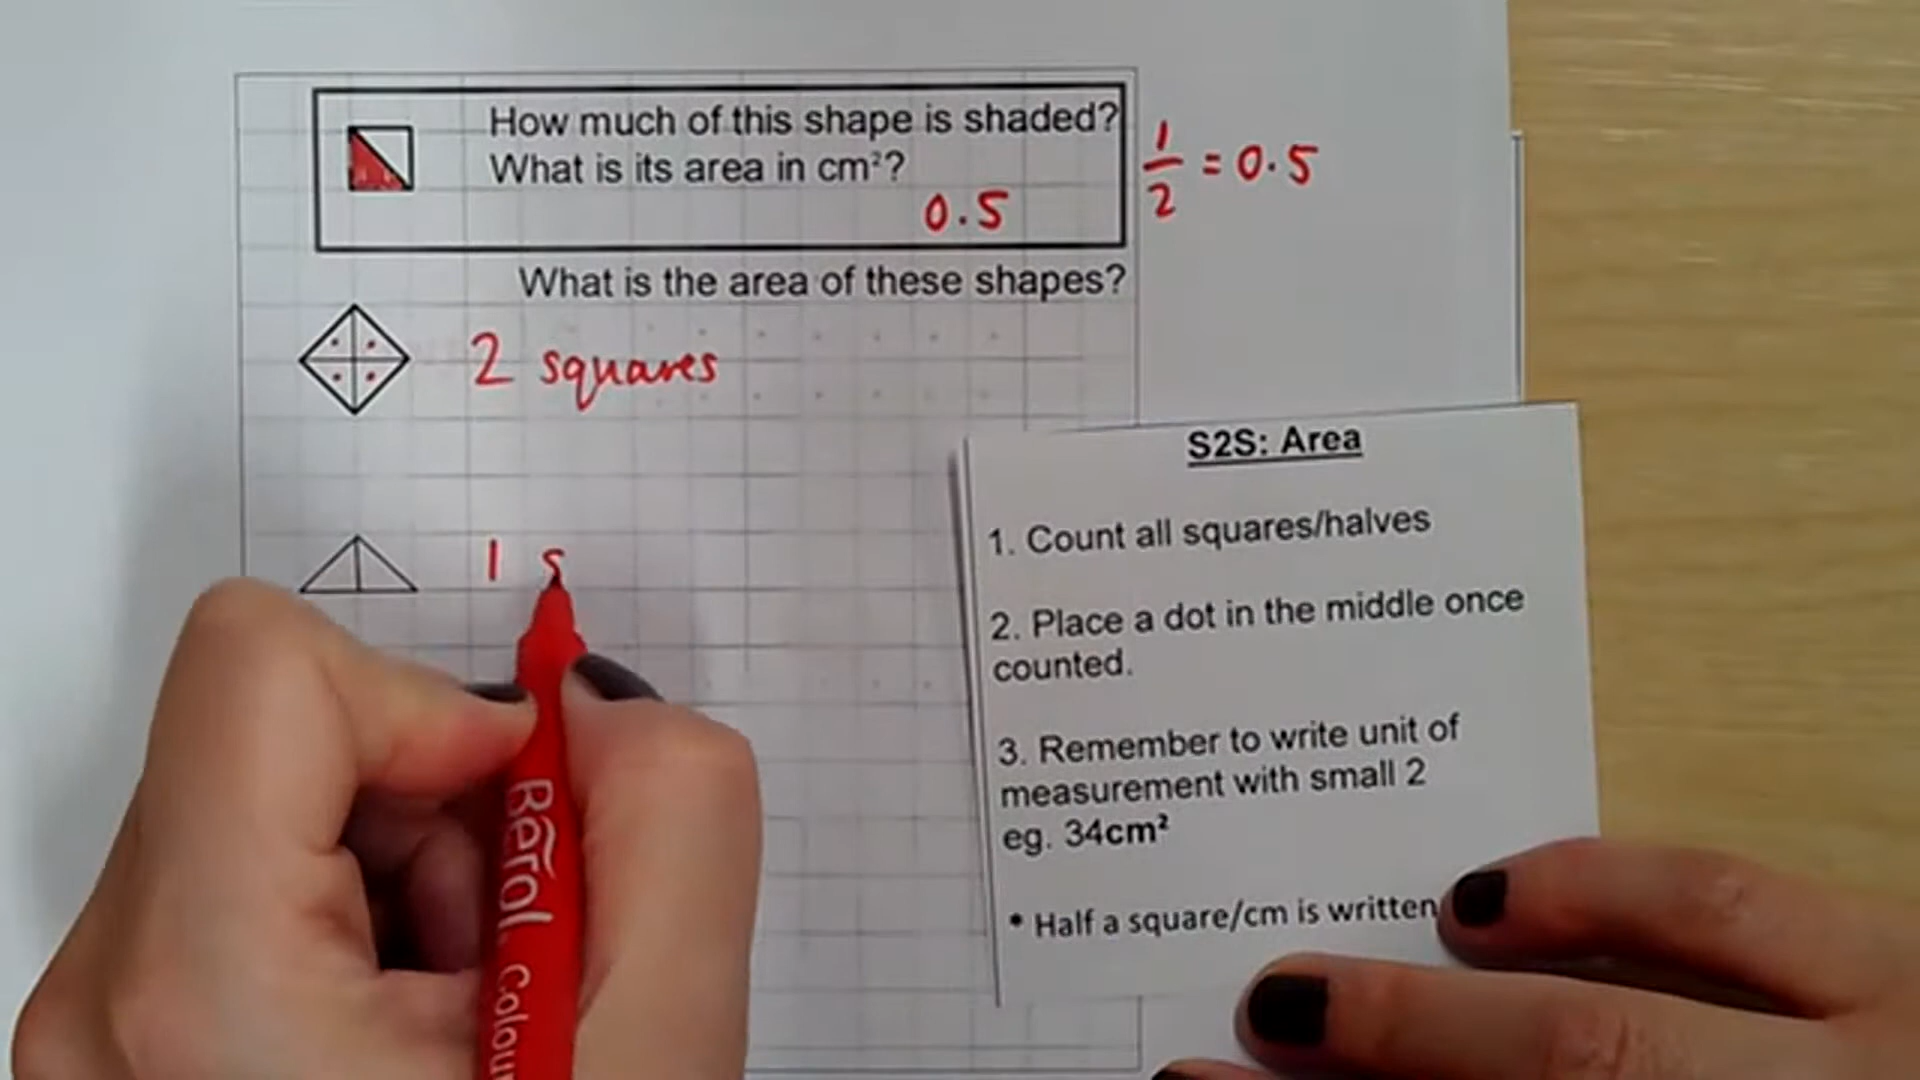 How much of this shape is shaded?
What is its area in cm²?
0.5
1/2 = 0.5
What is the area of these shapes?
2 squares
1 s
S2S: Area
1. Count all squares/halves
2. Place a dot in the middle once
counted.
3. Remember to write unit of
measurement with small 2
eg. 34cm²
* Half a square/cm is written
Berol. Colour